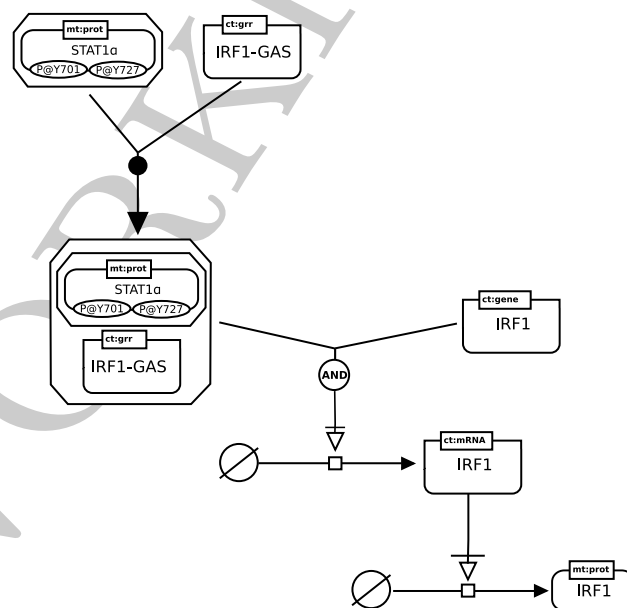 mt:prot
STAT1α
P@Y701 P@Y727
ct:grr
IRF1-GAS
mt:prot
STAT1α
P@Y701 P@Y727
ct:grr
IRF1-GAS
ct:gene
IRF1
AND
ct:mRNA
IRF1
mt:prot
IRF1